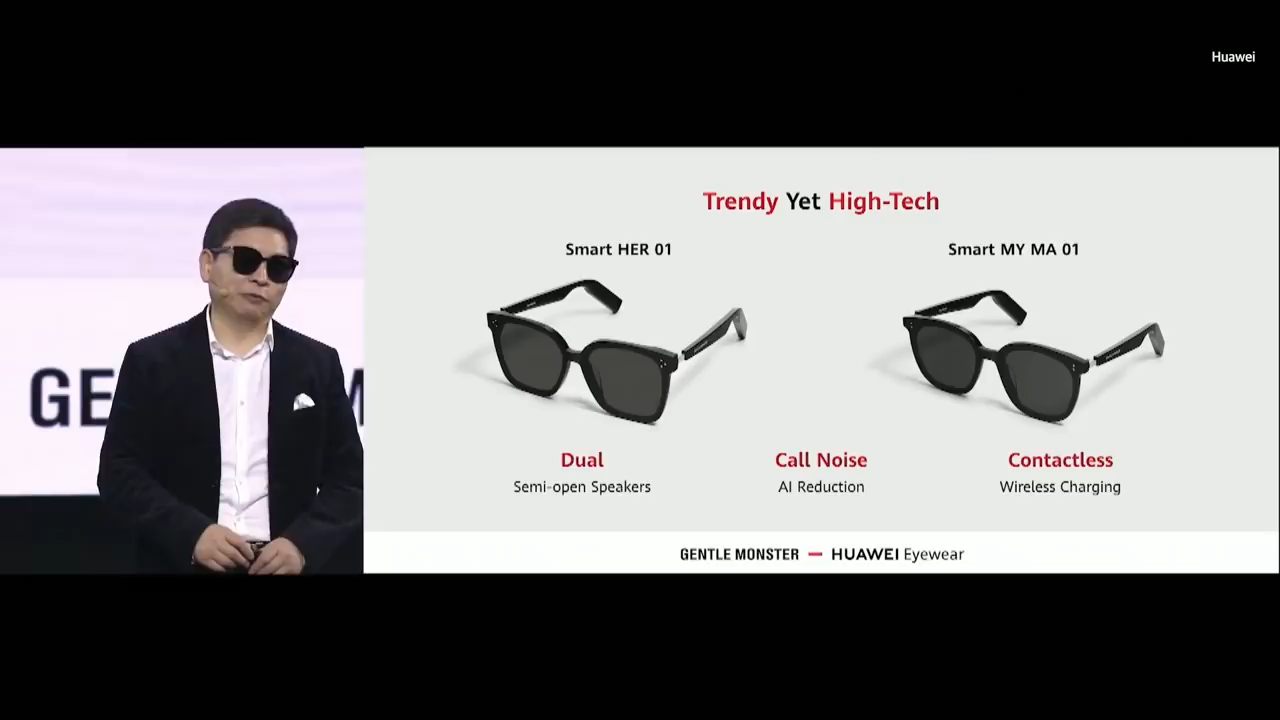 Huawei
GE
M
Trendy Yet High-Tech
Smart HER 01
Smart MY MA 01
Dual
Semi-open Speakers
Call Noise
AI Reduction
Contactless
Wireless Charging
GENTLE MONSTER — HUAWEI Eyewear